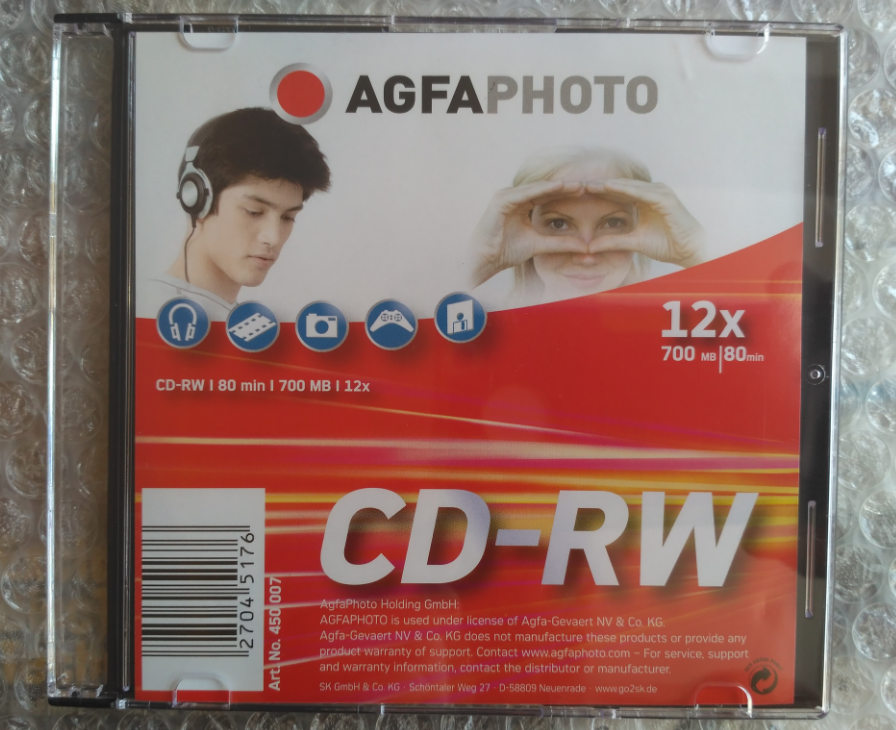 AGFAPHOTO
12x
700 MB | 80min
CD-RW | 80 min | 700 MB | 12x
CD-RW
2704 5176
Art. No. 450 007
AgfaPhoto Holding GmbH:
AGFAPHOTO is used under license of Agfa-Gevaert NV & Co. KG.
Agfa-Gevaert NV & Co. KG does not manufacture these products or provide any
product warranty of support. Contact www.agfaphoto.com – For service, support
and warranty information, contact the distributor or manufacturer.
SK GmbH & Co. KG · Schöntaler Weg 27 · D-58809 Neuenrade · www.go2sk.de